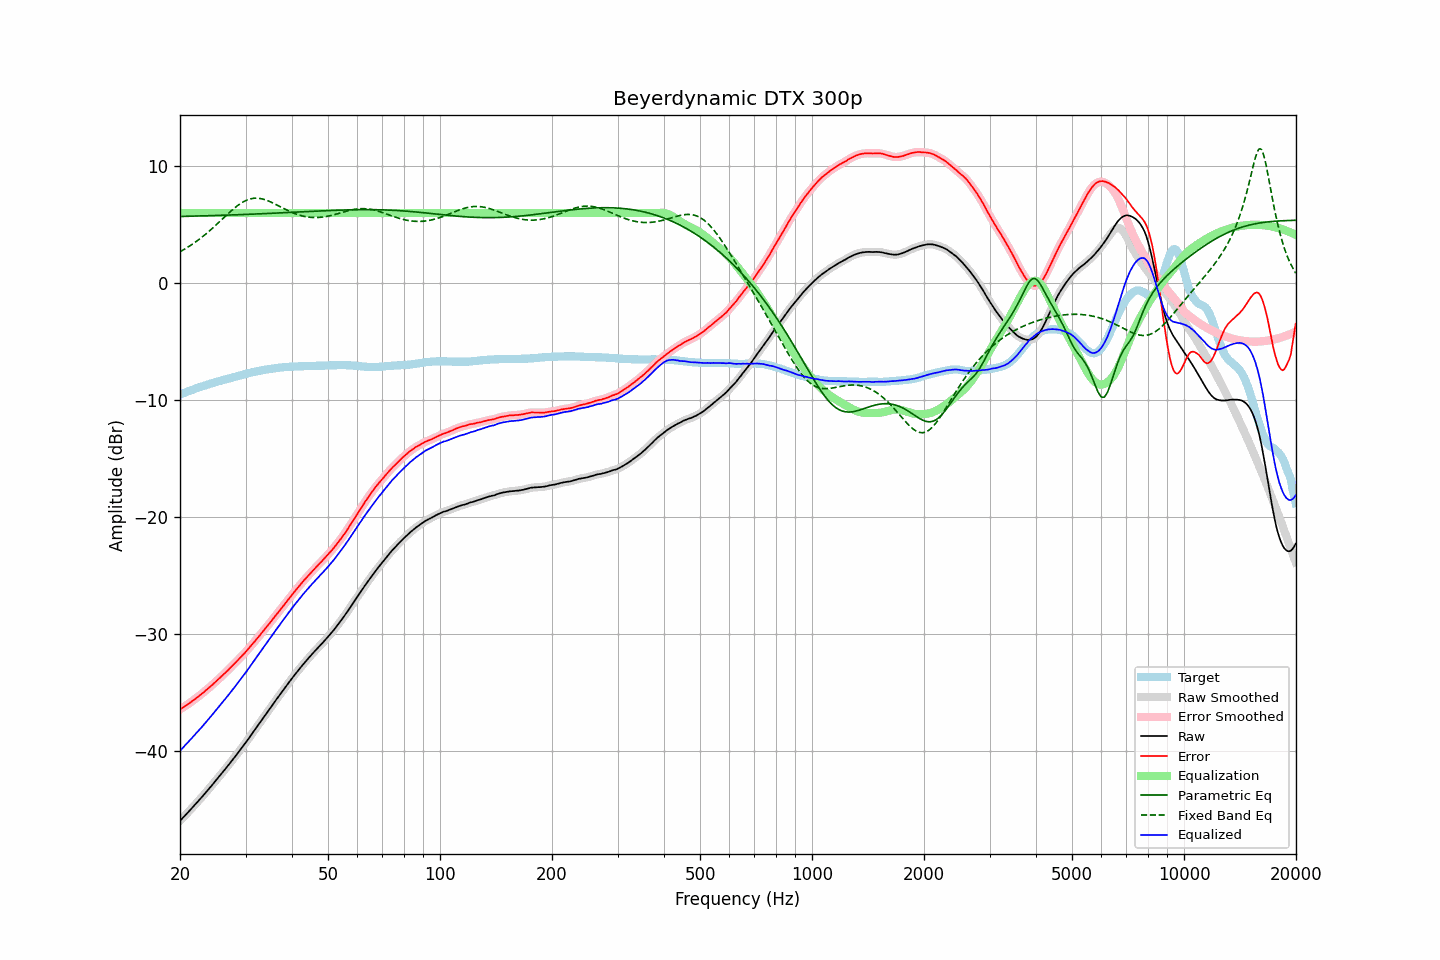 Beyerdynamic DTX 300p
10
0
−10
−20
−30
−40
Amplitude (dBr)
20
50
100
200
500
1000
2000
5000
10000
20000
Frequency (Hz)
Target
Raw Smoothed
Error Smoothed
Raw
Error
Equalization
Parametric Eq
Fixed Band Eq
Equalized